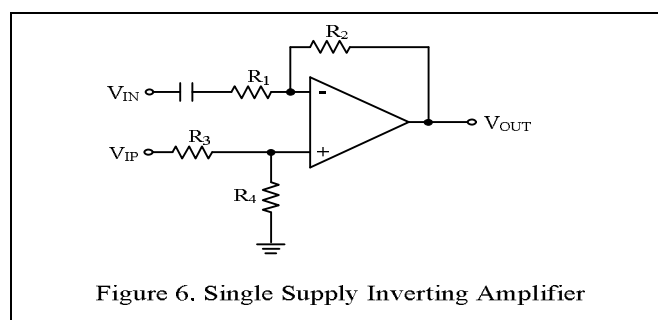 R2
VIN
R1
-
VOUT
VIP
R3
+
R4
Figure 6. Single Supply Inverting Amplifier